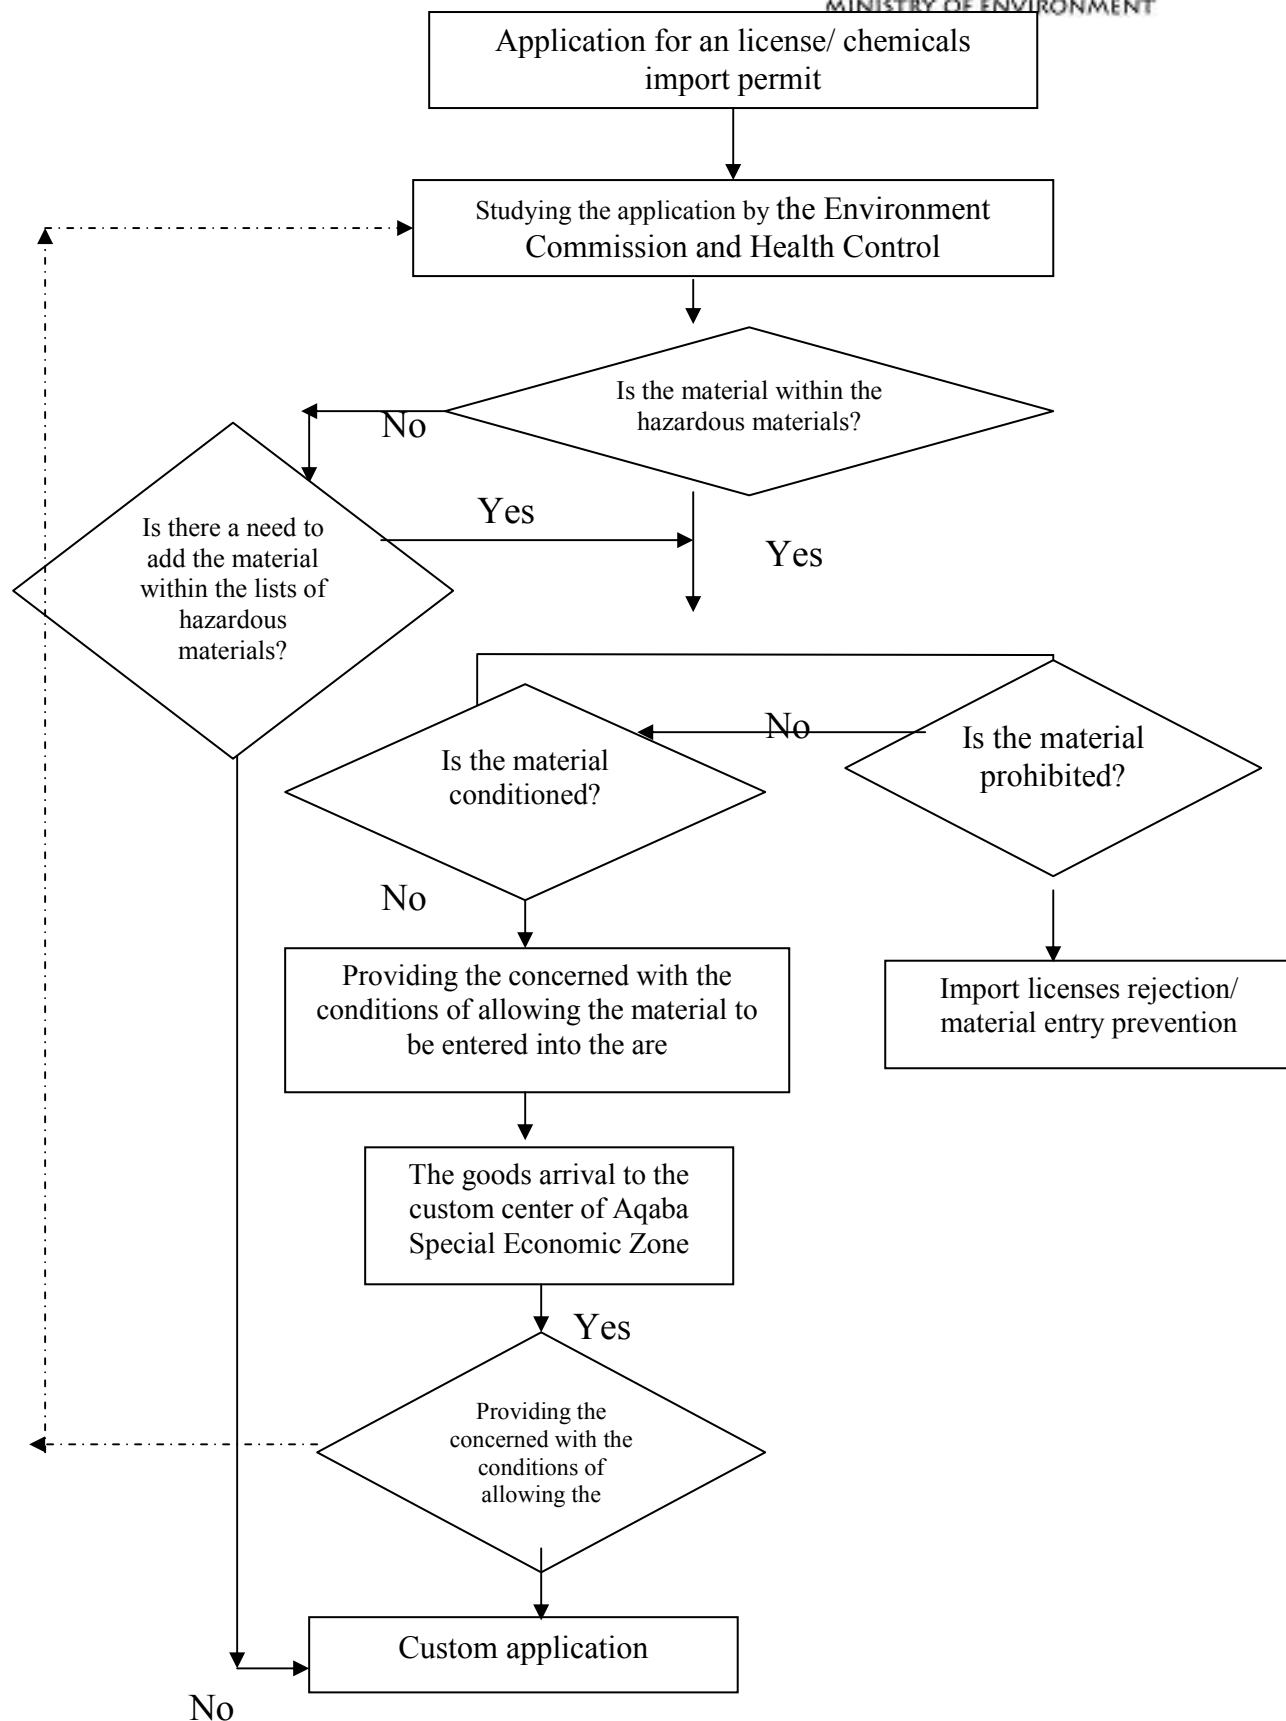 MINISTRY OF ENVIRONMENT
Application for an license/ chemicals
import permit
Studying the application by the Environment
Commission and Health Control
Is the material within the
hazardous materials?
No
Is there a need to
add the material
within the lists of
hazardous
materials?
Yes
Yes
No
Is the material
conditioned?
Is the material
prohibited?
No
Providing the concerned with the
conditions of allowing the material to
be entered into the are
Import licenses rejection/
material entry prevention
The goods arrival to the
custom center of Aqaba
Special Economic Zone
Yes
Providing the
concerned with the
conditions of
allowing the
Custom application
No